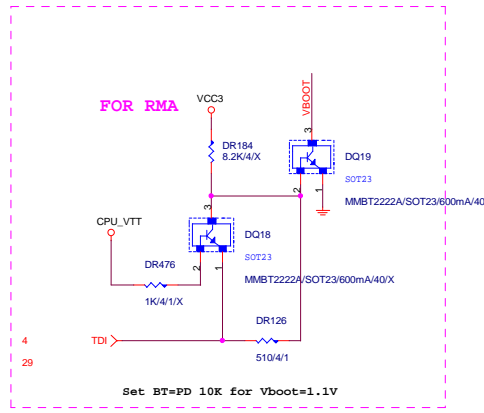 VBOOT
FOR RMA
VCC3
3
DR184
8.2K/4/X
DQ19
SOT23
2
1
MMBT2222A/SOT23/600mA/40
3
CPU_VTT
DQ18
SOT23
2
1
MMBT2222A/SOT23/600mA/40/X
DR476
1K/4/1/X
DR126
4
TDI
29
510/4/1
Set BT=PD 10K for Vboot=1.1V